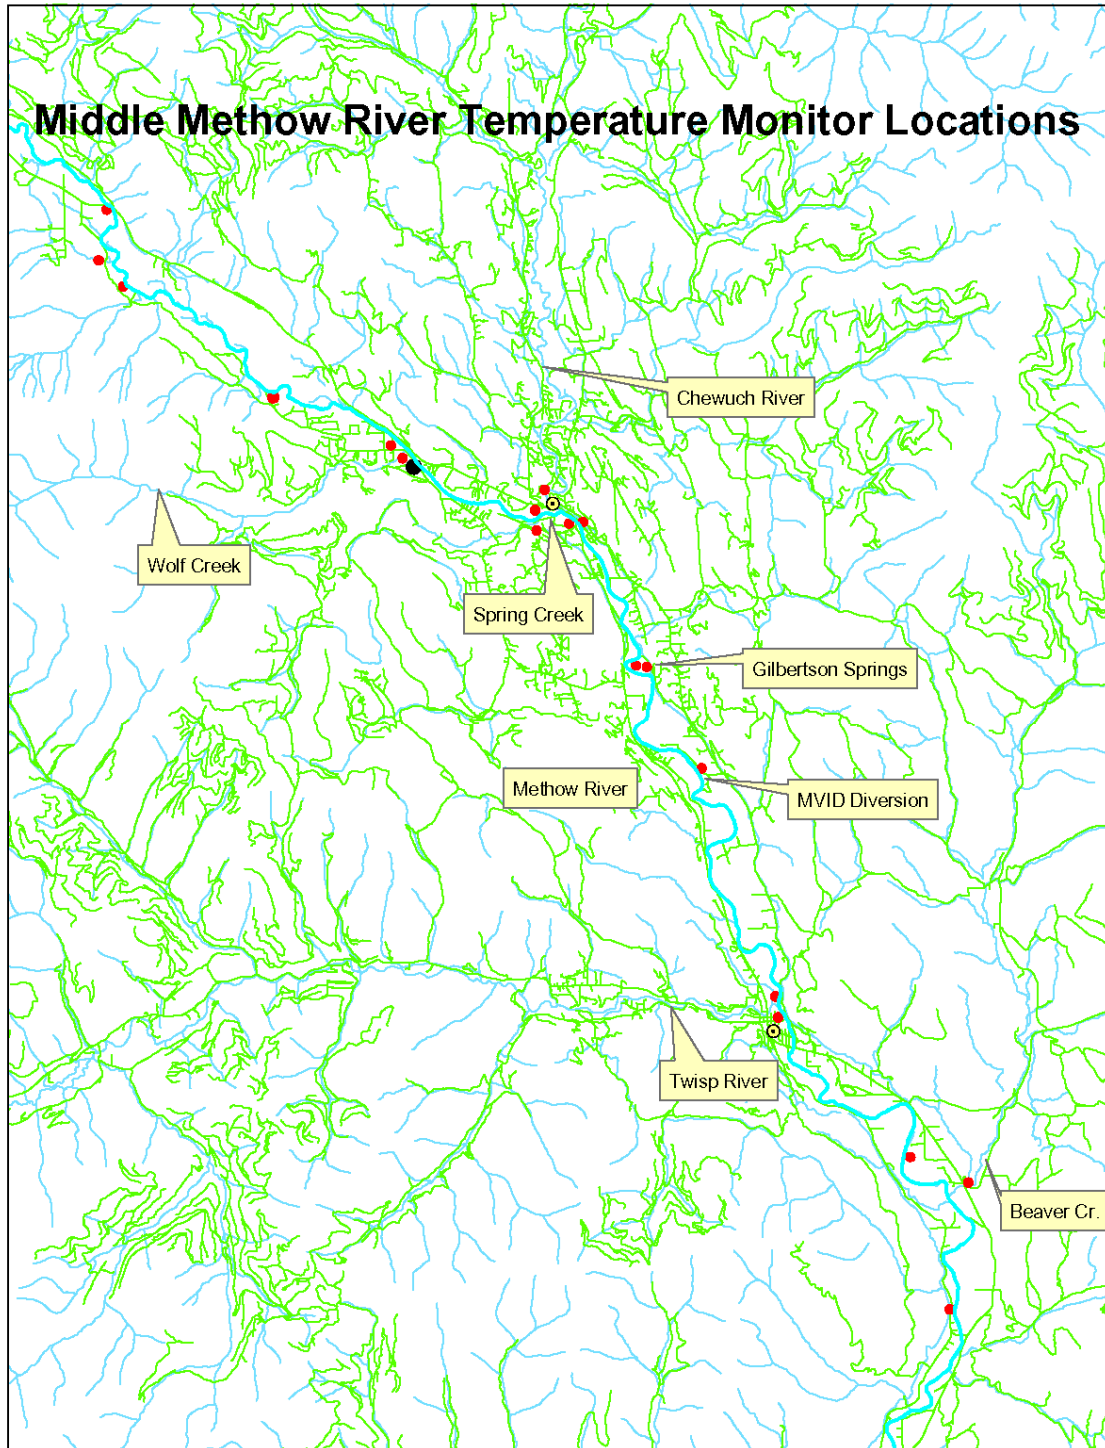 Middle Methow River Temperature Monitor Locations
Chewuch River
Wolf Creek
Spring Creek
Gilbertson Springs
Methow River
MVID Diversion
Twisp River
Beaver Cr.